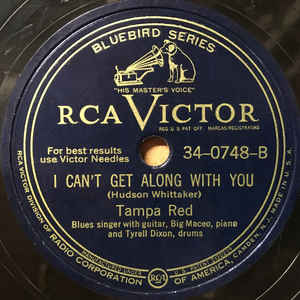 BLUEBIRD SERIES
"HIS MASTER'S VOICE"
RCA VICTOR
REG. U.S. PAT. OFF. MARCAS REGISTRADAS
For best results
use Victor Needles
34-0748-B
I CAN'T GET ALONG WITH YOU
(Hudson Whittaker)
Tampa Red
Blues singer with guitar, Big Maceo, piano
and Tyrell Dixon, drums
RCA VICTOR DIVISION OF RADIO CORPORATION OF AMERICA, CAMDEN, N.J. MADE IN U.S.A.
RCA